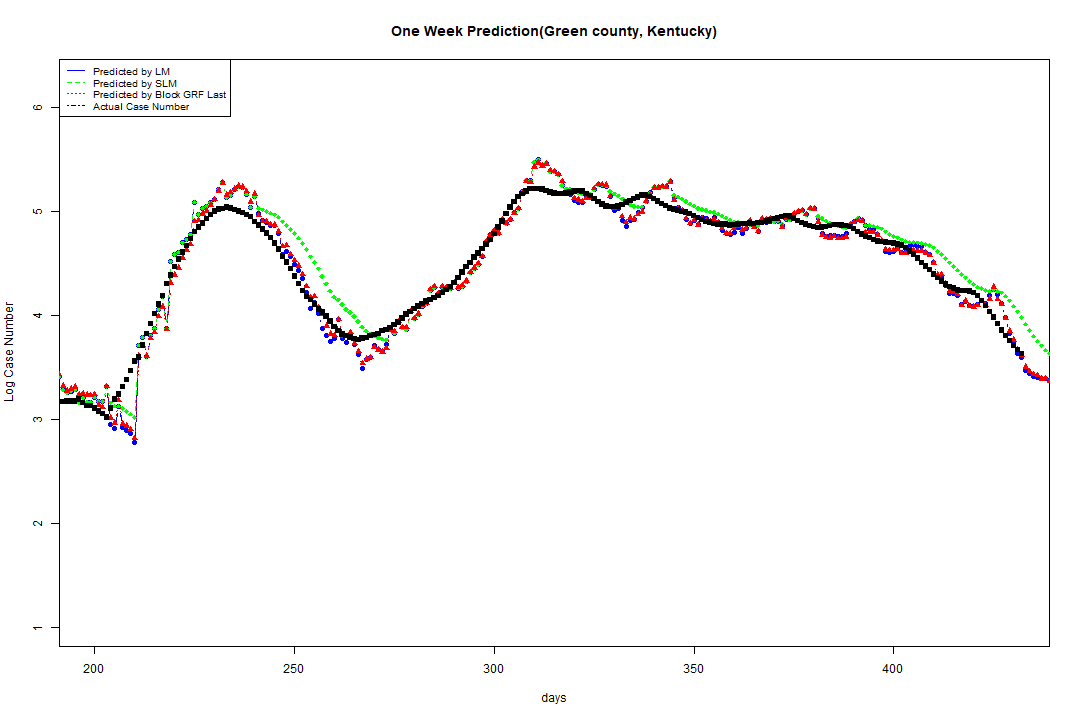 One Week Prediction(Green county, Kentucky)
Predicted by LM
Predicted by SLM
Predicted by Block GRF Last
Actual Case Number
6
5
4
3
2
1
Log Case Number
200 250 300 350 400
days